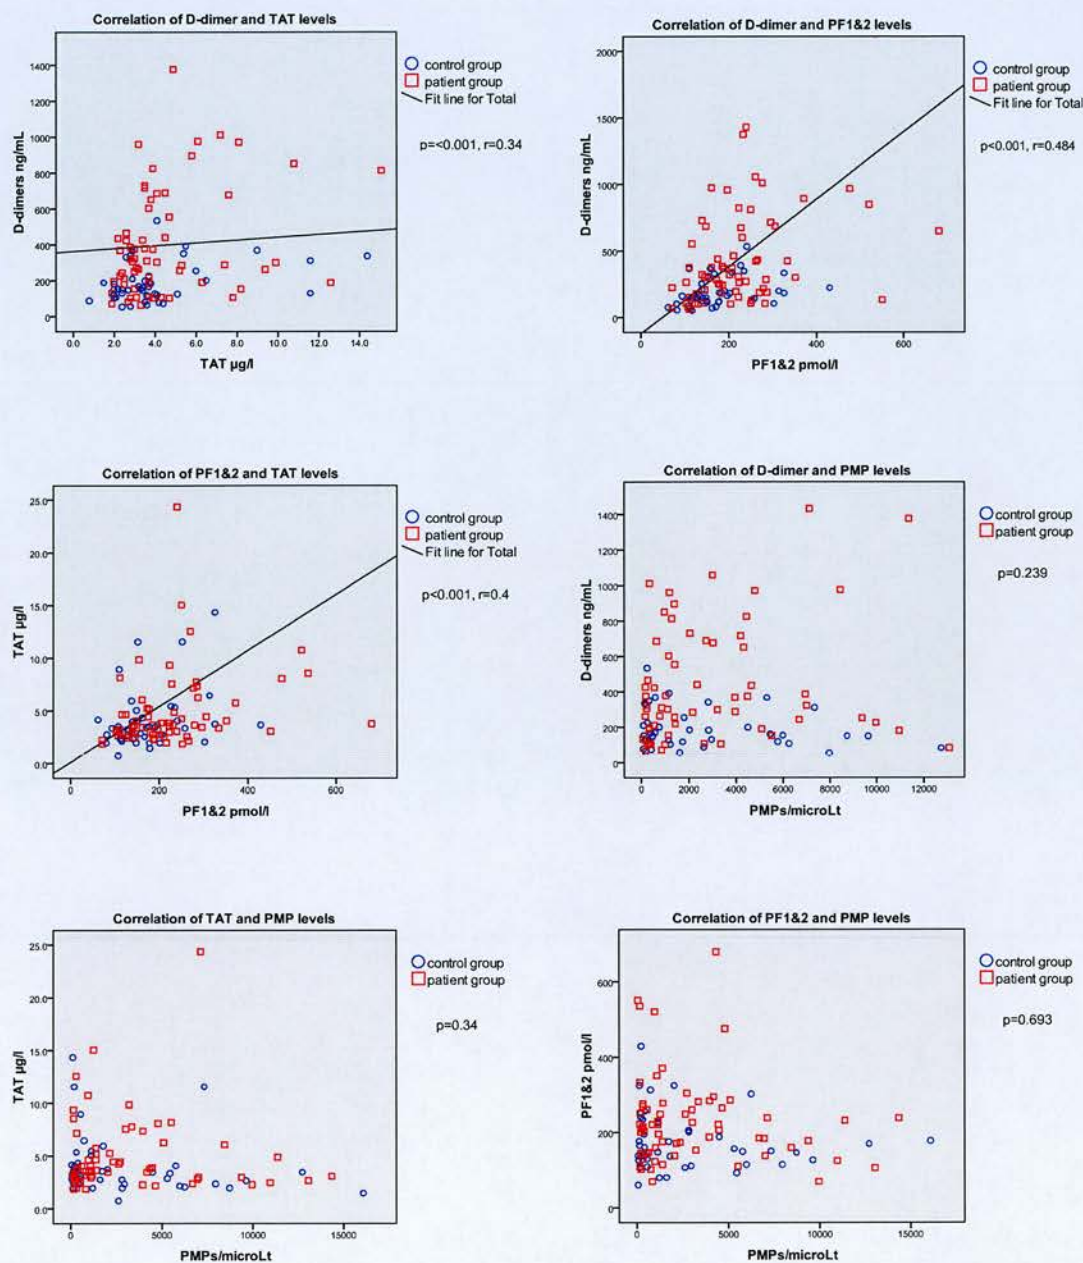 Correlation of D-dimer and TAT levels
D-dimers ng/mL
1400
1200
1000
800
600
400
200
0
0.0 2.0 4.0 6.0 8.0 10.0 12.0 14.0
TAT µg/l
control group
patient group
Fit line for Total
p=<0.001, r=0.34
Correlation of D-dimer and PF1&2 levels
D-dimers ng/mL
2000
1500
1000
500
0
0 200 400 600
PF1&2 pmol/l
control group
patient group
Fit line for Total
p<0.001, r=0.484
Correlation of PF1&2 and TAT levels
TAT µg/l
25.0
20.0
15.0
10.0
5.0
0.0
0 200 400 600
PF1&2 pmol/l
control group
patient group
Fit line for Total
p<0.001, r=0.4
Correlation of D-dimer and PMP levels
D-dimers ng/mL
1400
1200
1000
800
600
400
200
0
0 2000 4000 6000 8000 10000 12000
PMPs/microLt
control group
patient group
p=0.239
Correlation of TAT and PMP levels
TAT µg/l
25.0
20.0
15.0
10.0
5.0
0.0
0 5000 10000 15000
PMPs/microLt
control group
patient group
p=0.34
Correlation of PF1&2 and PMP levels
PF1&2 pmol/l
600
400
200
0
0 5000 10000 15000
PMPs/microLt
control group
patient group
p=0.693